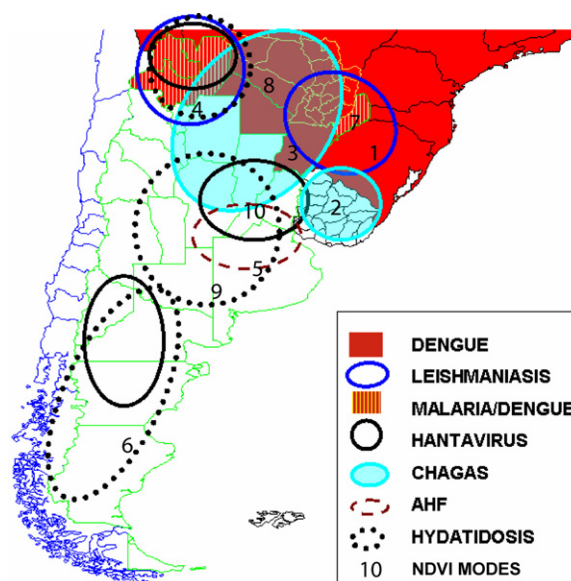 8
4
7
3
1
2
10
5
9
6
DENGUE
LEISHMANIASIS
MALARIA/DENGUE
HANTAVIRUS
CHAGAS
AHF
HYDATIDOSIS
10 NDVI MODES